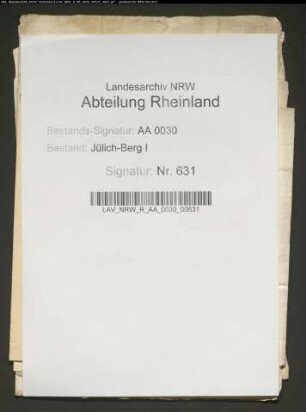 Landesarchiv NRW
Abteilung Rheinland
Bestands-Signatur: AA 0030
Bestand: Jülich-Berg I
Signatur: Nr. 631
LAV_NRW_R_AA_0030_00631